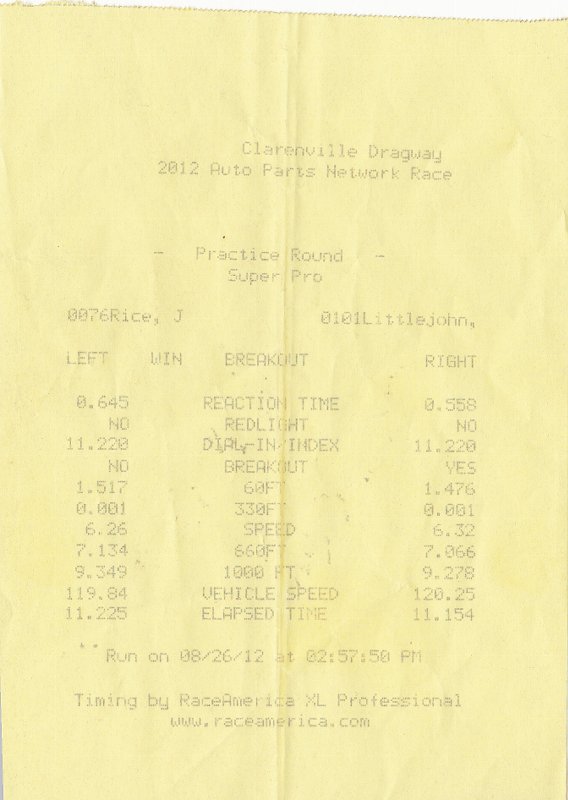 Clarenville Dragway
2012 Auto Parts Network Race
- Practice Round -
Super Pro
0076Rice, J 0101Littlejohn,
LEFT WIN BREAKOUT RIGHT
0.645 REACTION TIME 0.558
NO REDLIGHT NO
11.220 DIAL-IN/INDEX 11.220
NO BREAKOUT YES
1.517 60FT 1.476
0.001 330FT 0.001
6.26 SPEED 6.32
7.134 660FT 7.066
9.349 1000 FT 9.278
119.84 VEHICLE SPEED 120.25
11.225 ELAPSED TIME 11.154
Run on 08/26/12 at 02:57:50 PM
Timing by RaceAmerica XL Professional
www.raceamerica.com